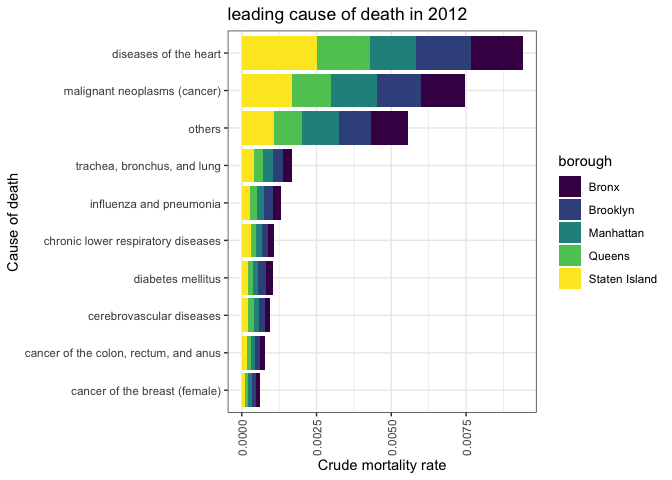 leading cause of death in 2012
diseases of the heart
malignant neoplasms (cancer)
others
trachea, bronchus, and lung
influenza and pneumonia
chronic lower respiratory diseases
diabetes mellitus
cerebrovascular diseases
cancer of the colon, rectum, and anus
cancer of the breast (female)
Cause of death
0.0000
0.0025
0.0050
0.0075
Crude mortality rate
borough
Bronx
Brooklyn
Manhattan
Queens
Staten Island